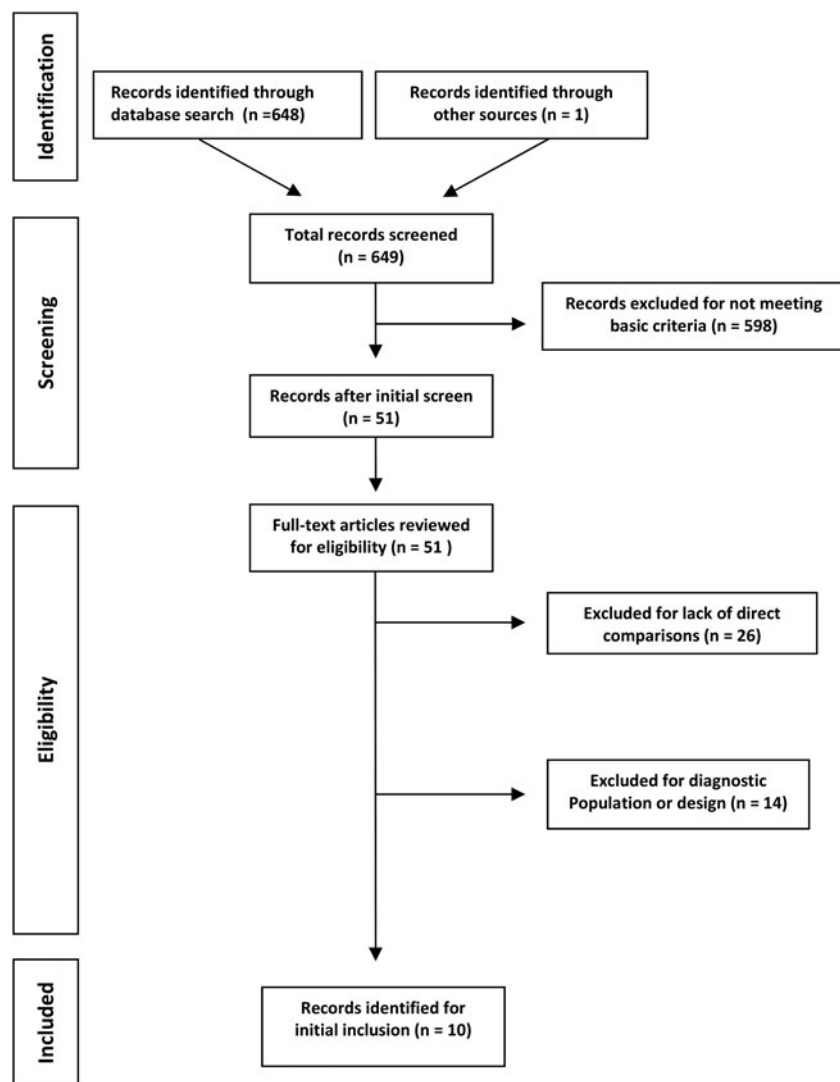 Identification
Records identified through
database search (n =648)
Records identified through
other sources (n = 1)
Screening
Total records screened
(n = 649)
Records excluded for not meeting
basic criteria (n = 598)
Records after initial screen
(n = 51)
Eligibility
Full-text articles reviewed
for eligibility (n = 51 )
Excluded for lack of direct
comparisons (n = 26)
Excluded for diagnostic
Population or design (n = 14)
Included
Records identified for
initial inclusion (n = 10)